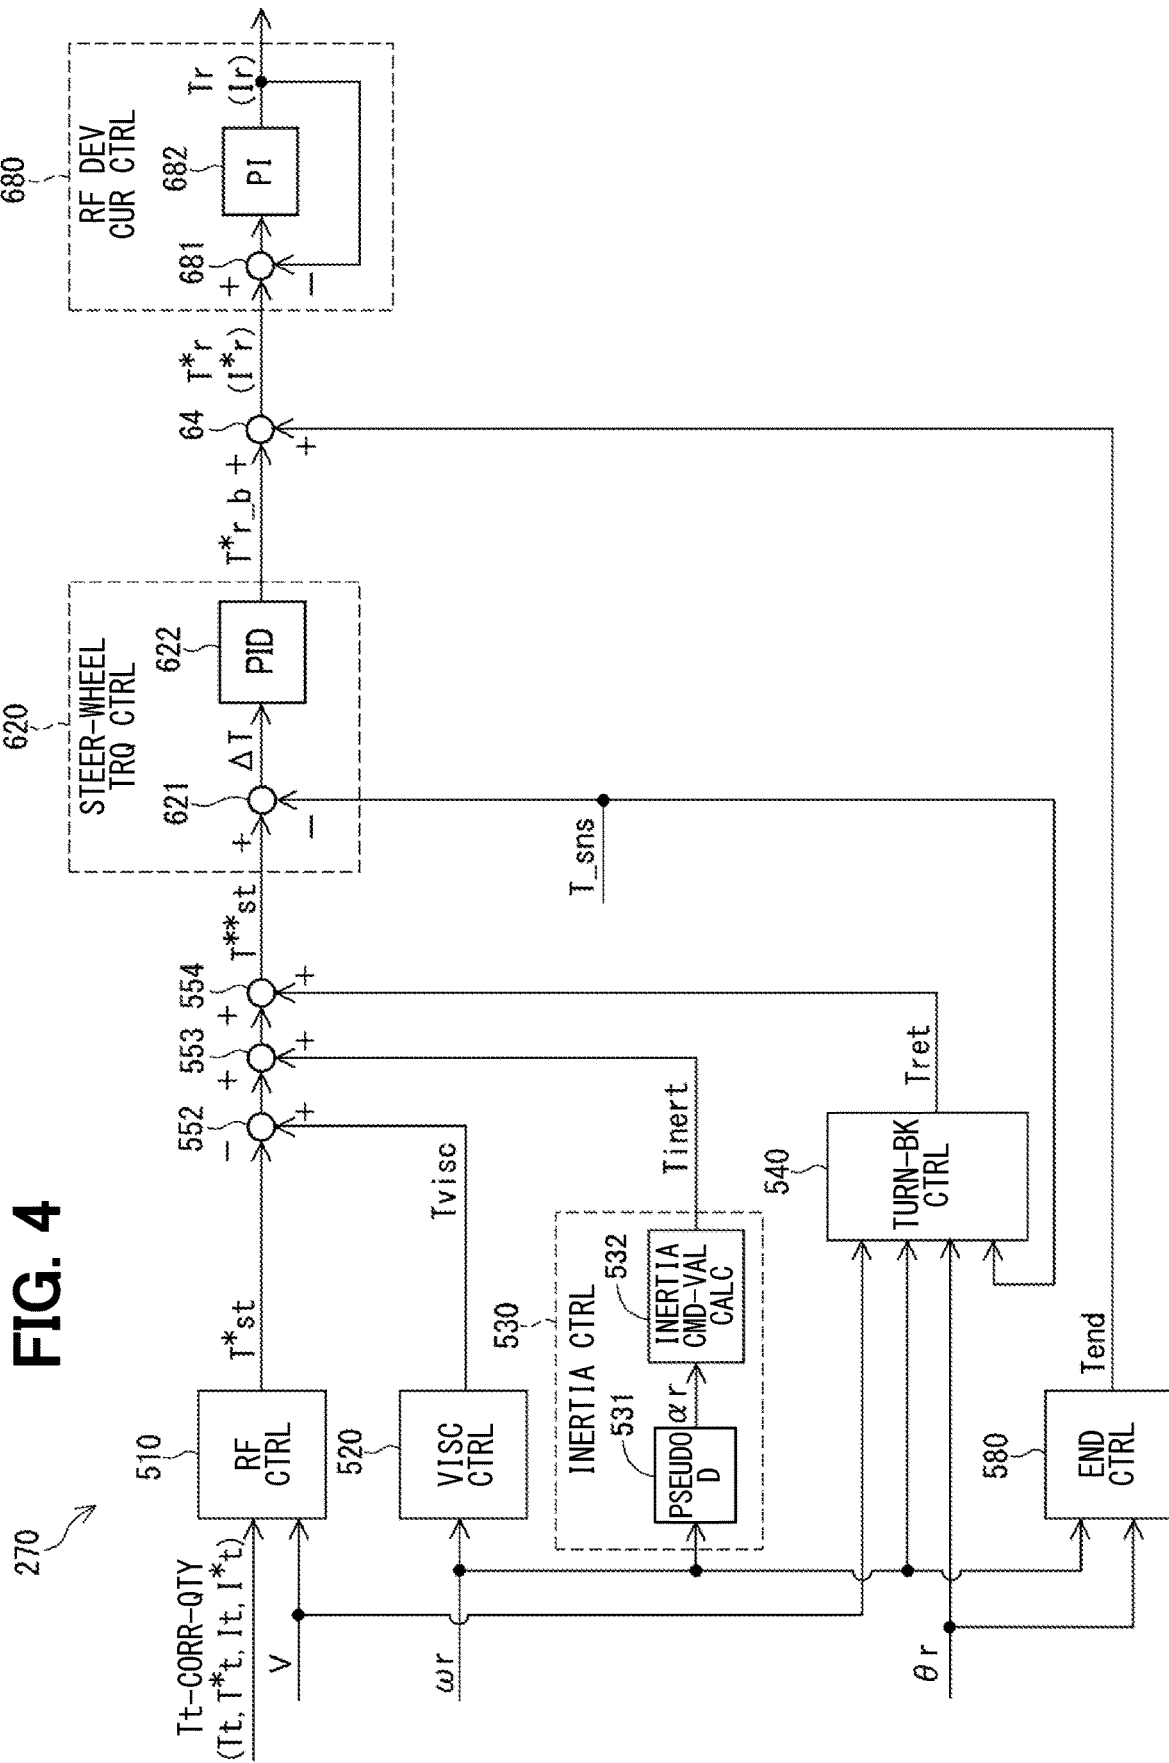 FIG. 4
270
Tt-CORR-QTY
(Tt, T*t, It, I*t)
V
ωr
θr
510
RF
CTRL
T*st
520
VISC
CTRL
Tvisc
530
INERTIA CTRL
531
PSEUDO
D
αr
532
INERTIA
CMD-VAL
CALC
Tinert
540
TURN-BK
CTRL
Tret
580
END
CTRL
Tend
552
-
+
553
+
+
554
+
+
T**st
T_sns
620
STEER-WHEEL
TRQ CTRL
621
+
-
ΔT
622
PID
T*r_b
64
+
+
T*r
(I*r)
680
RF DEV
CUR CTRL
681
+
-
682
PI
Tr
(Ir)